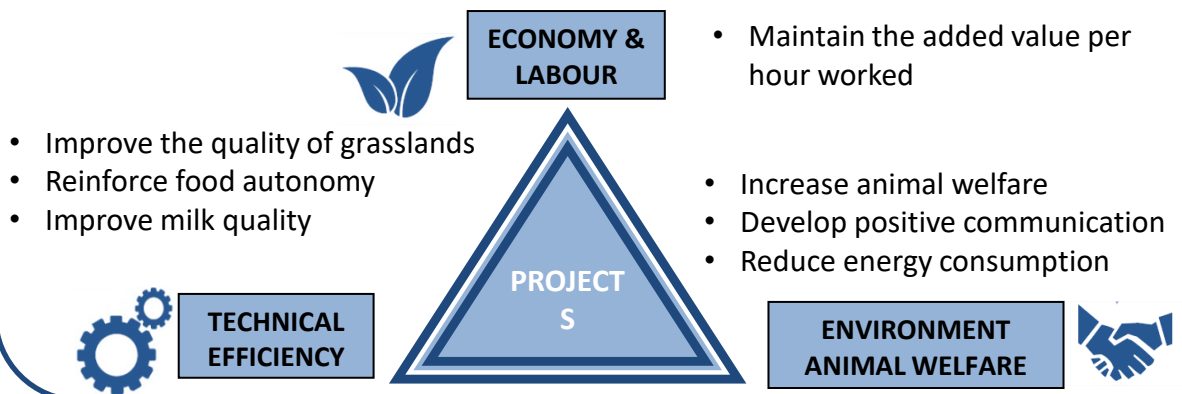 ECONOMY &
LABOUR
• Maintain the added value per
hour worked
• Improve the quality of grasslands
• Reinforce food autonomy
• Improve milk quality
• Increase animal welfare
• Develop positive communication
• Reduce energy consumption
PROJECT
S
TECHNICAL
EFFICIENCY
ENVIRONMENT
ANIMAL WELFARE